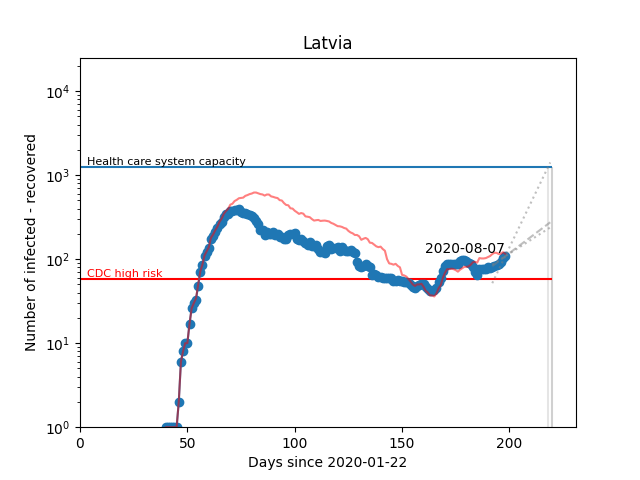 Latvia
Number of infected - recovered
10⁴
10³
10²
10¹
10⁰
Health care system capacity
2020-08-07
CDC high risk
0 50 100 150 200
Days since 2020-01-22